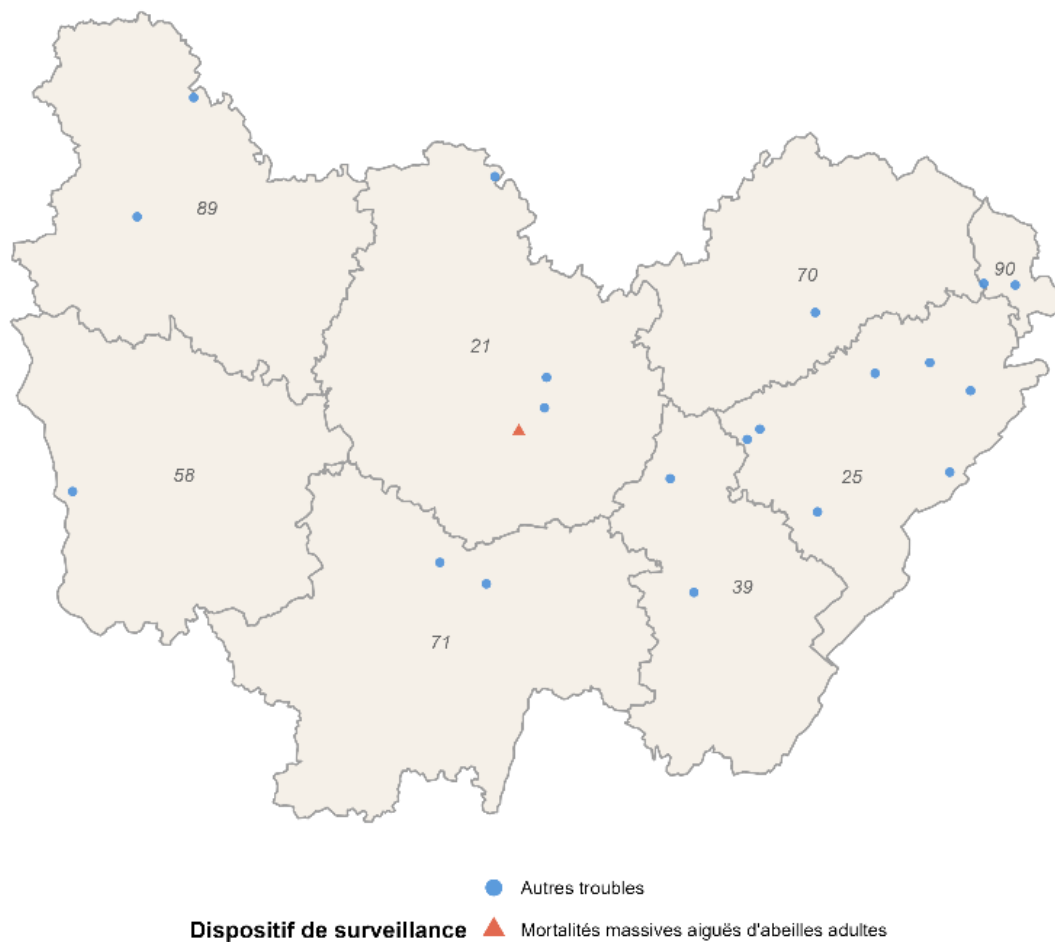 89
90
70
21
58
25
39
71
Autres troubles
Dispositif de surveillance
Mortalités massives aiguës d'abeilles adultes